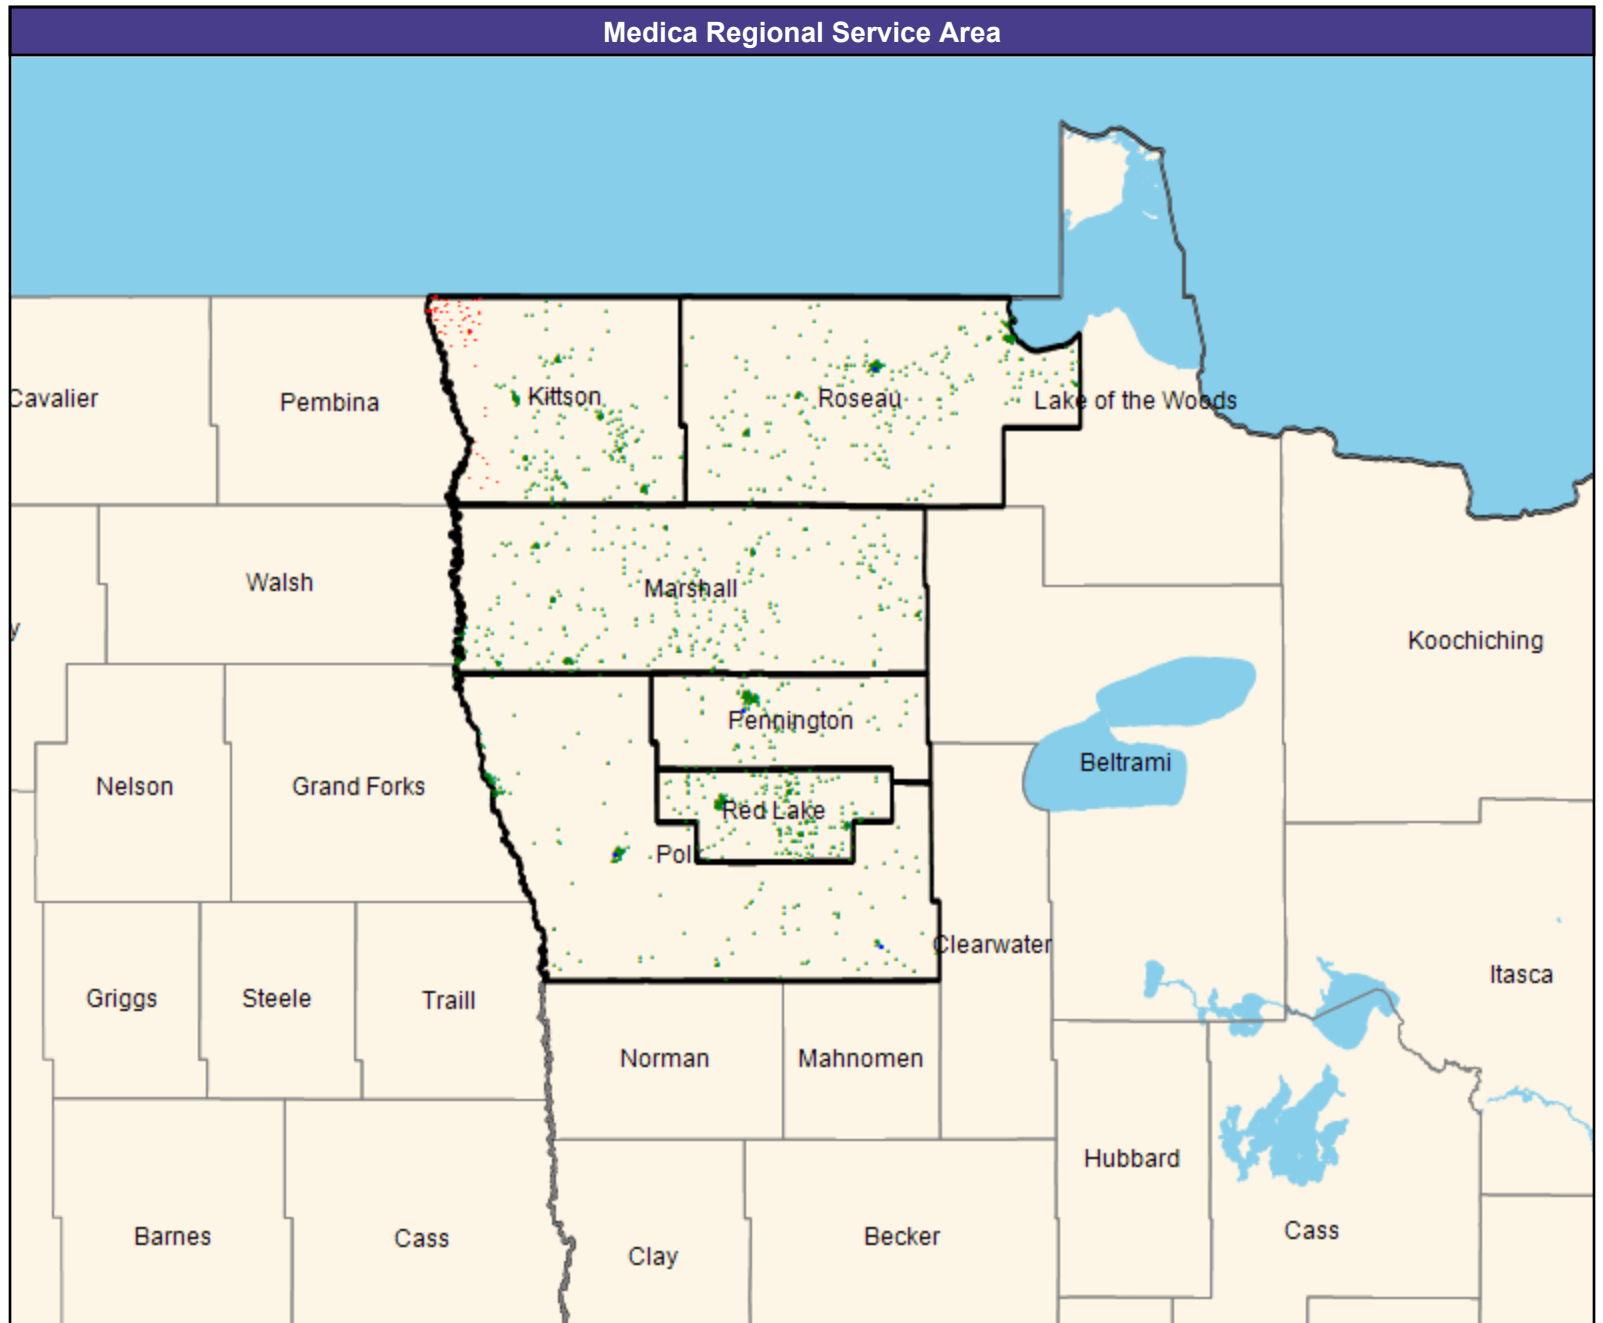 Medica Regional Service Area
Cavalier
Pembina
Kittson
Roseau
Lake of the Woods
Walsh
Marshall
y
Koochiching
Pennington
Beltrami
Nelson
Grand Forks
Red Lake
Pol
Clearwater
Itasca
Griggs
Steele
Traill
Norman
Mahnomen
Hubbard
Barnes
Cass
Clay
Becker
Cass